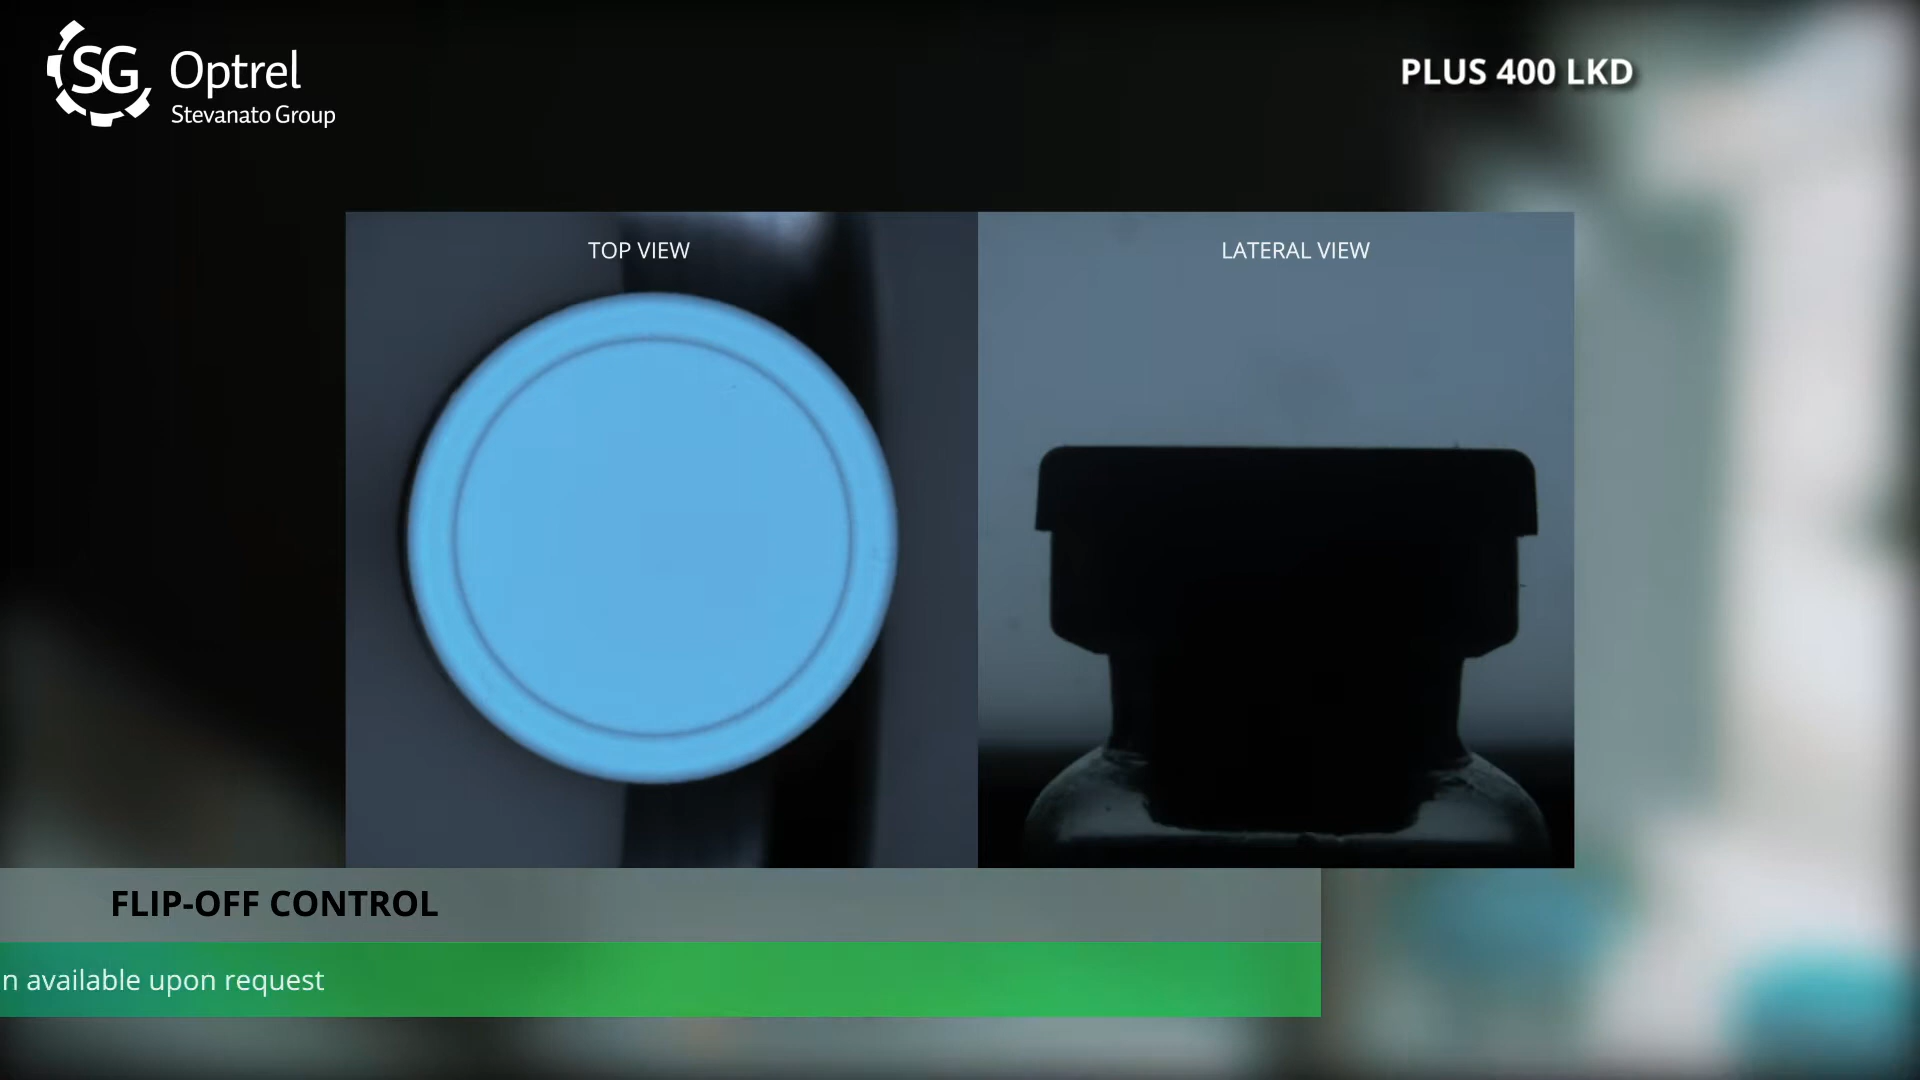 SG
Optrel
Stevanato Group
PLUS 400 LKD
TOP VIEW
LATERAL VIEW
FLIP-OFF CONTROL
n available upon request